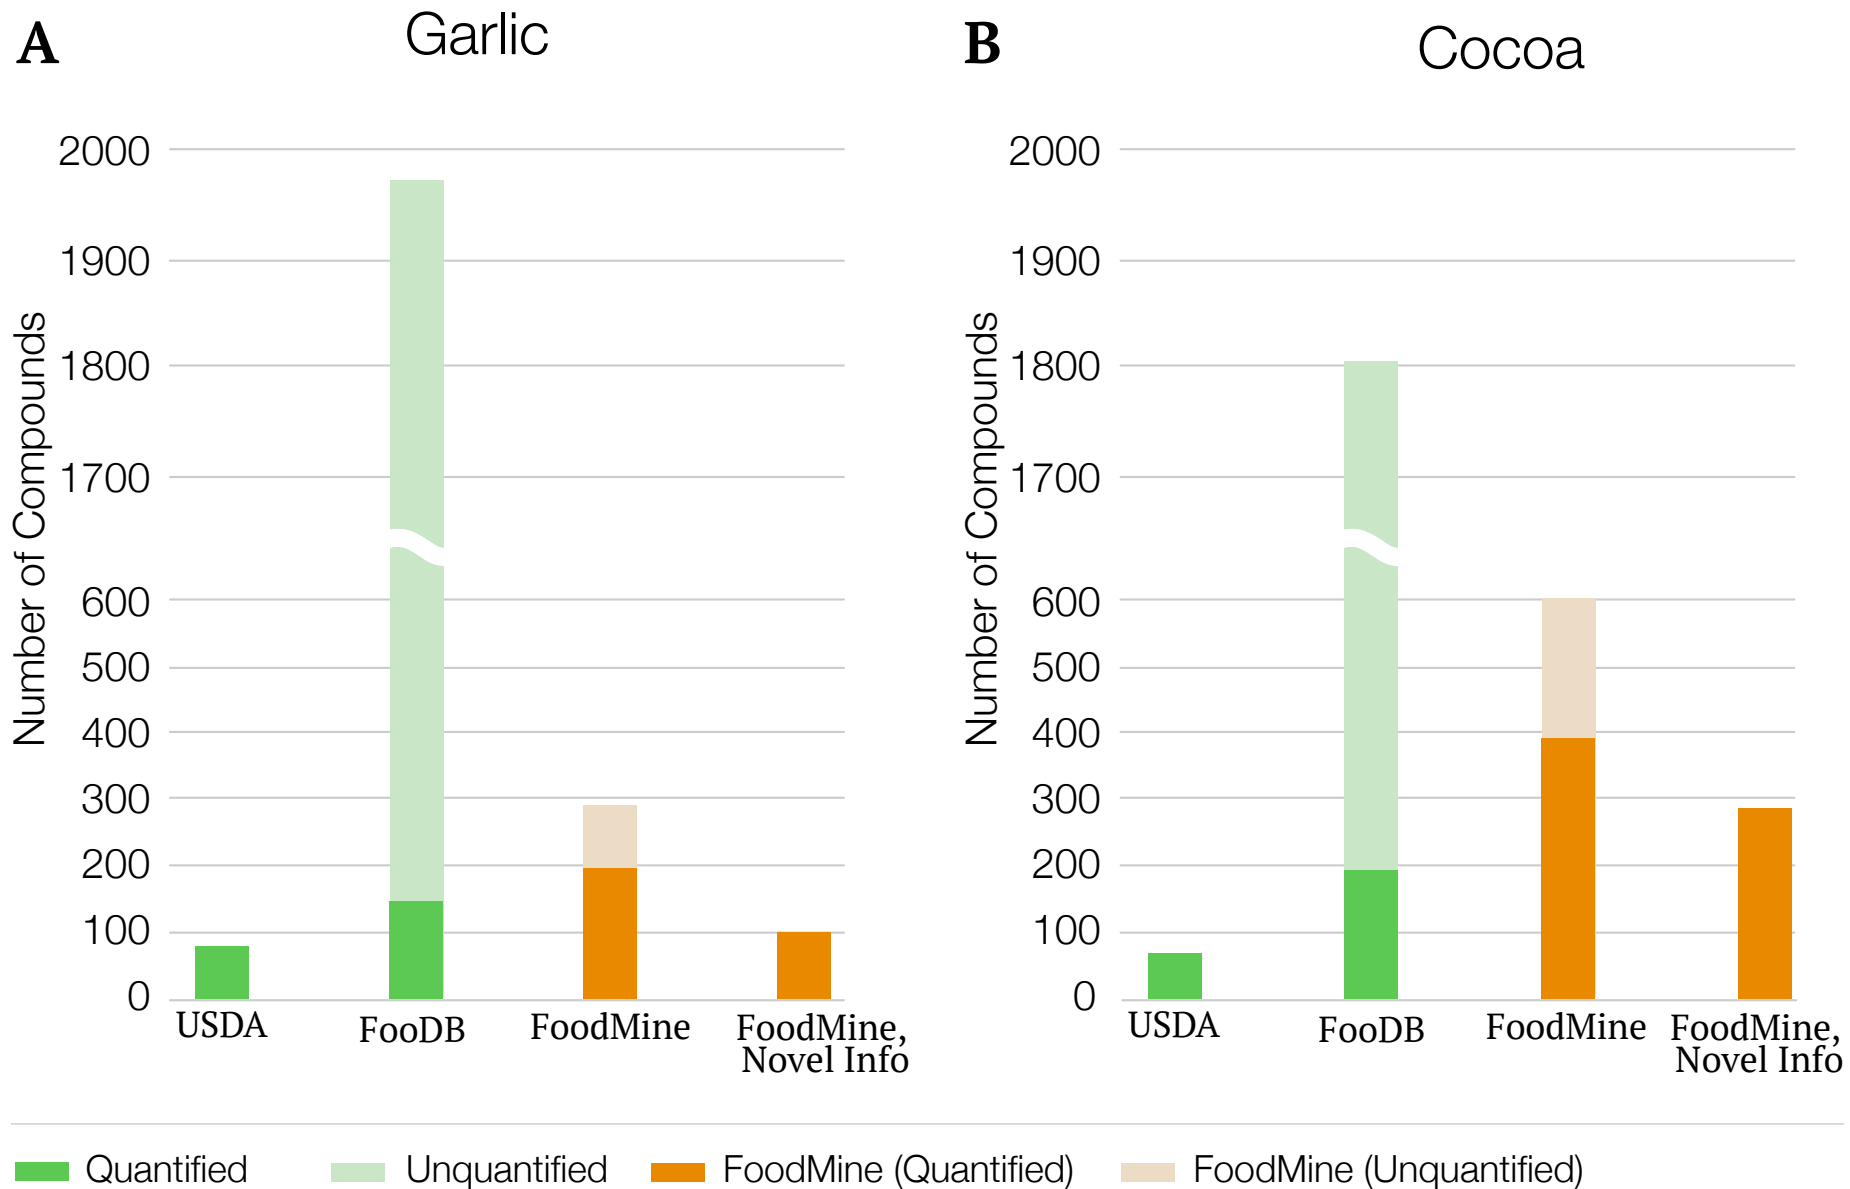 A
Garlic
Number of Compounds
2000
1900
1800
1700
600
500
400
300
200
100
0
USDA
FooDB
FoodMine
FoodMine,
Novel Info
B
Cocoa
Number of Compounds
2000
1900
1800
1700
600
500
400
300
200
100
0
USDA
FooDB
FoodMine
FoodMine,
Novel Info
Quantified
Unquantified
FoodMine (Quantified)
FoodMine (Unquantified)